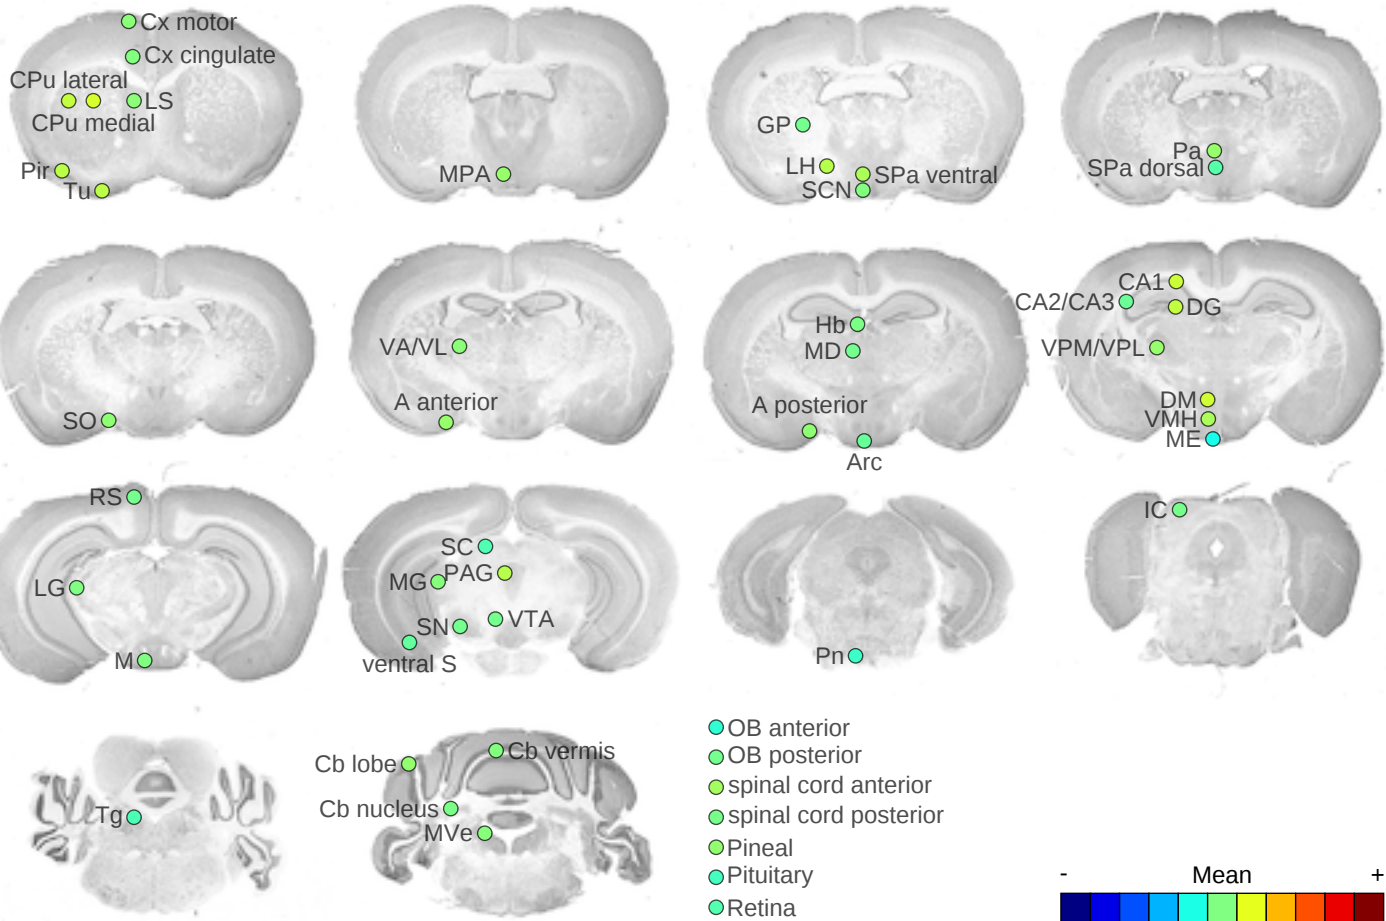 Cx motor
Cx cingulate
CPu lateral
LS
CPu medial
Pir
Tu
MPA
GP
LH
SPa ventral
SCN
Pa
SPa dorsal
SO
VA/VL
A anterior
Hb
MD
A posterior
Arc
CA1
CA2/CA3
DG
VPM/VPL
DM
VMH
ME
RS
LG
M
SC
PAG
MG
VTA
SN
ventral S
Pn
IC
Tg
Cb vermis
Cb lobe
Cb nucleus
MVe
OB anterior
OB posterior
spinal cord anterior
spinal cord posterior
Pineal
Pituitary
Retina
- Mean +